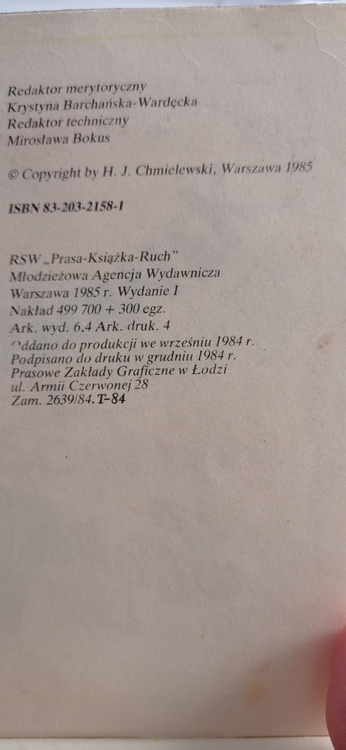 Redaktor merytoryczny
Krystyna Barchańska-Wardęcka
Redaktor techniczny
Mirosława Bokus
© Copyright by H. J. Chmielewski, Warszawa 1985
ISBN 83-203-2158-1
RSW „Prasa-Książka-Ruch”
Młodzieżowa Agencja Wydawnicza
Warszawa 1985 r. Wydanie I
Nakład 499 700 + 300 egz.
Ark. wyd. 6,4 Ark. druk. 4
Oddano do produkcji we wrześniu 1984 r.
Podpisano do druku w grudniu 1984 r.
Prasowe Zakłady Graficzne w Łodzi
ul. Armii Czerwonej 28
Zam. 2639/84. T-84